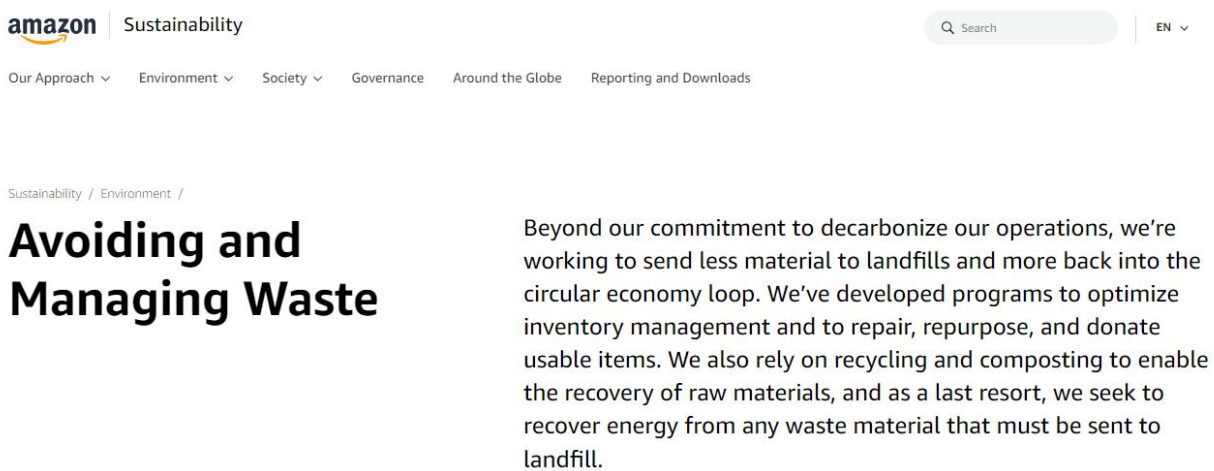 amazon Sustainability
Search
EN
Our Approach Environment Society Governance Around the Globe Reporting and Downloads
Sustainability / Environment /
Avoiding and
Managing Waste
Beyond our commitment to decarbonize our operations, we’re
working to send less material to landfills and more back into the
circular economy loop. We’ve developed programs to optimize
inventory management and to repair, repurpose, and donate
usable items. We also rely on recycling and composting to enable
the recovery of raw materials, and as a last resort, we seek to
recover energy from any waste material that must be sent to
landfill.